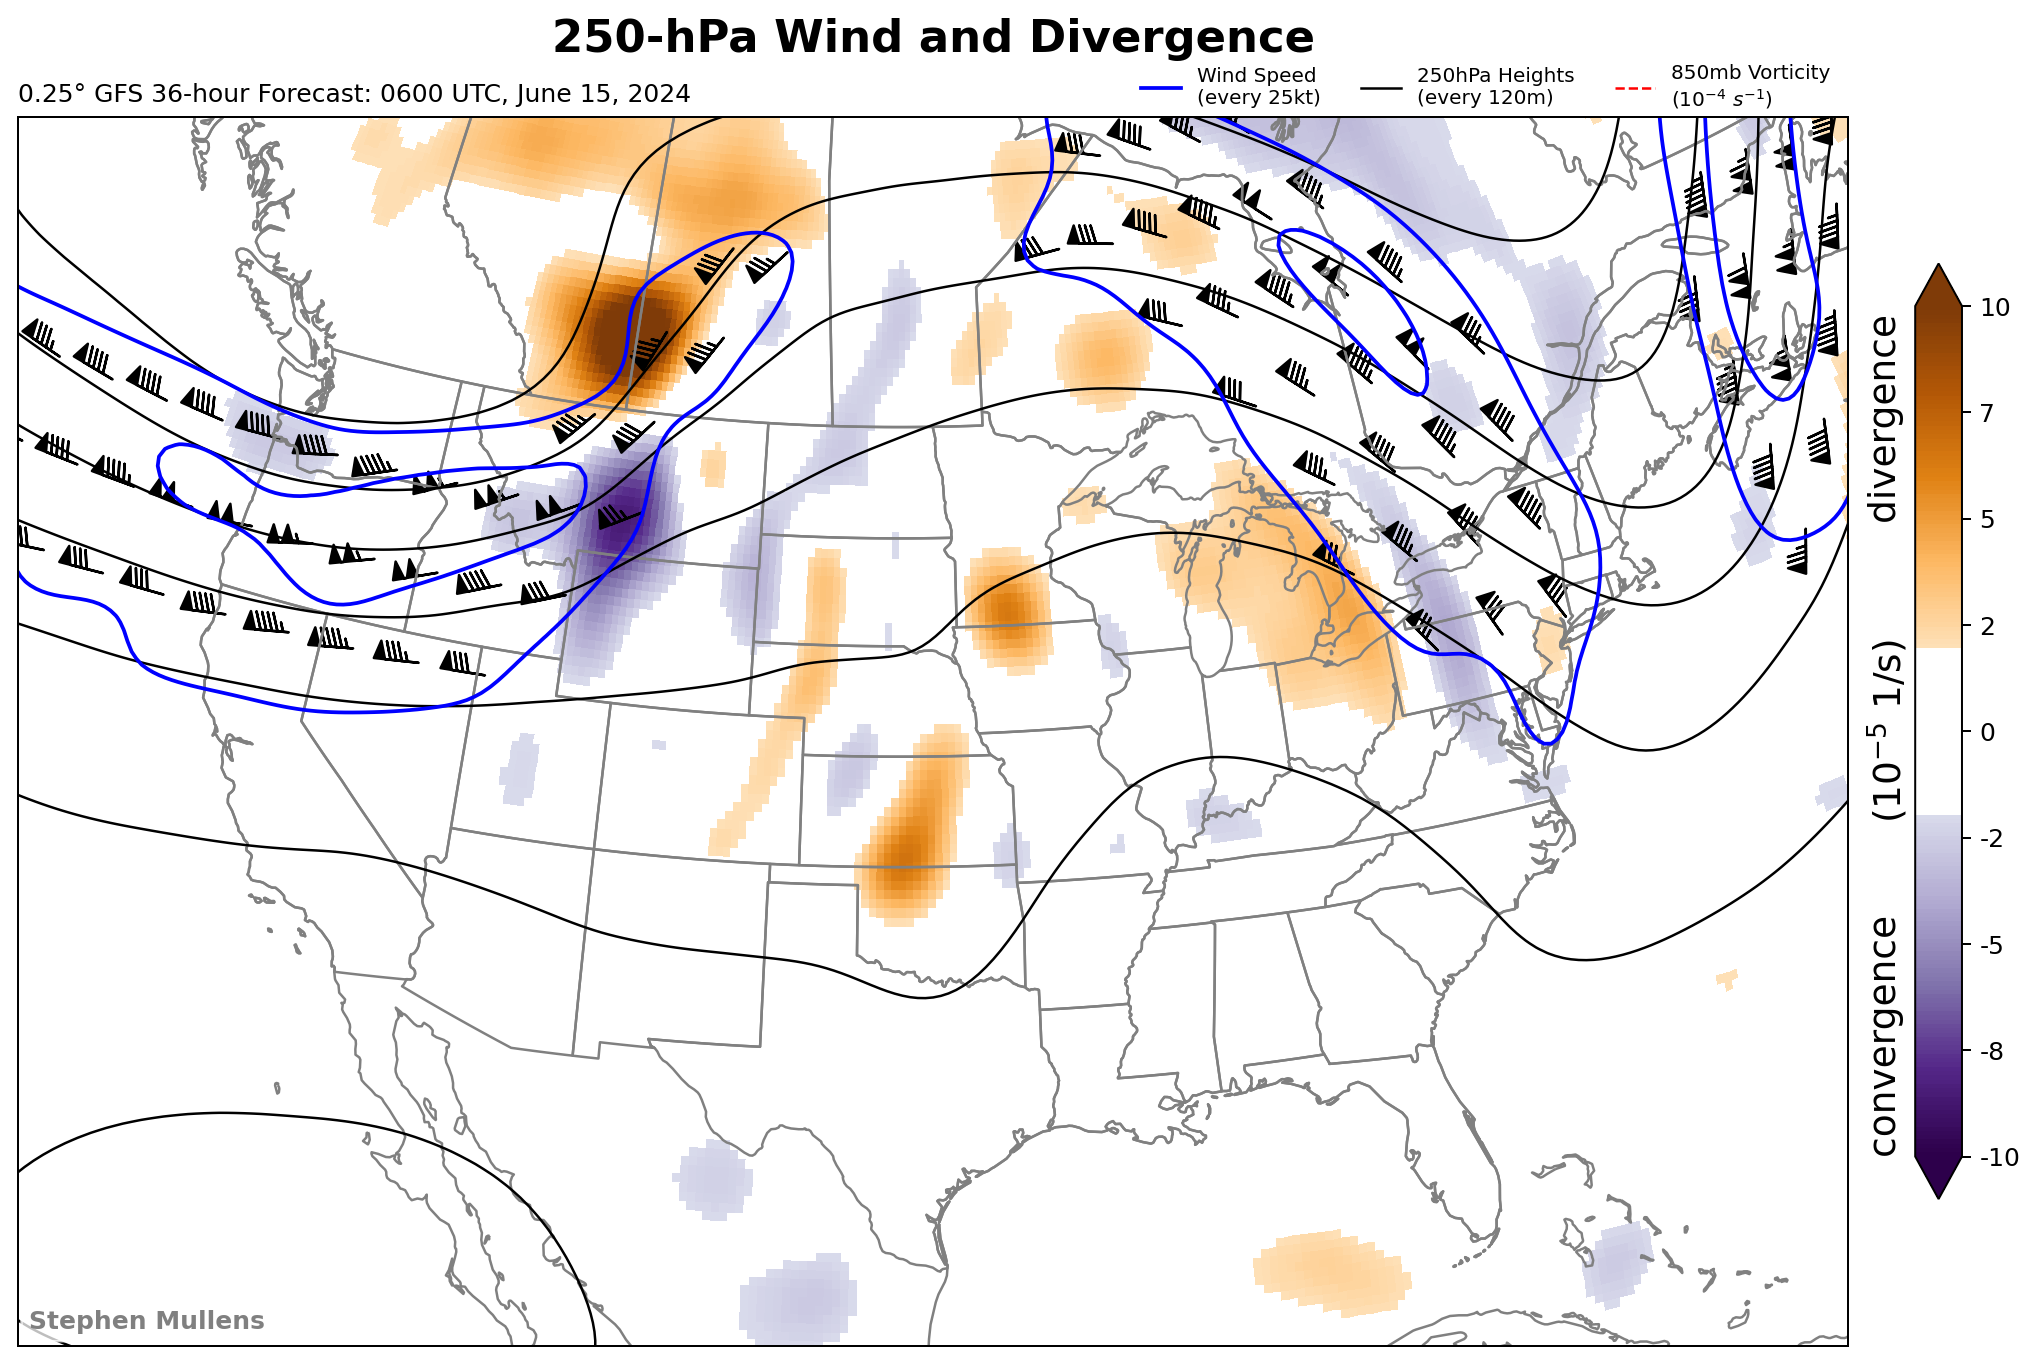 250-hPa Wind and Divergence
0.25° GFS 36-hour Forecast: 0600 UTC, June 15, 2024
Wind Speed
(every 25kt)
250hPa Heights
(every 120m)
850mb Vorticity
(10⁻⁴ s⁻¹)
10
7
5
2
0
-2
-5
-8
-10
convergence (10⁻⁵ 1/s) divergence
Stephen Mullens